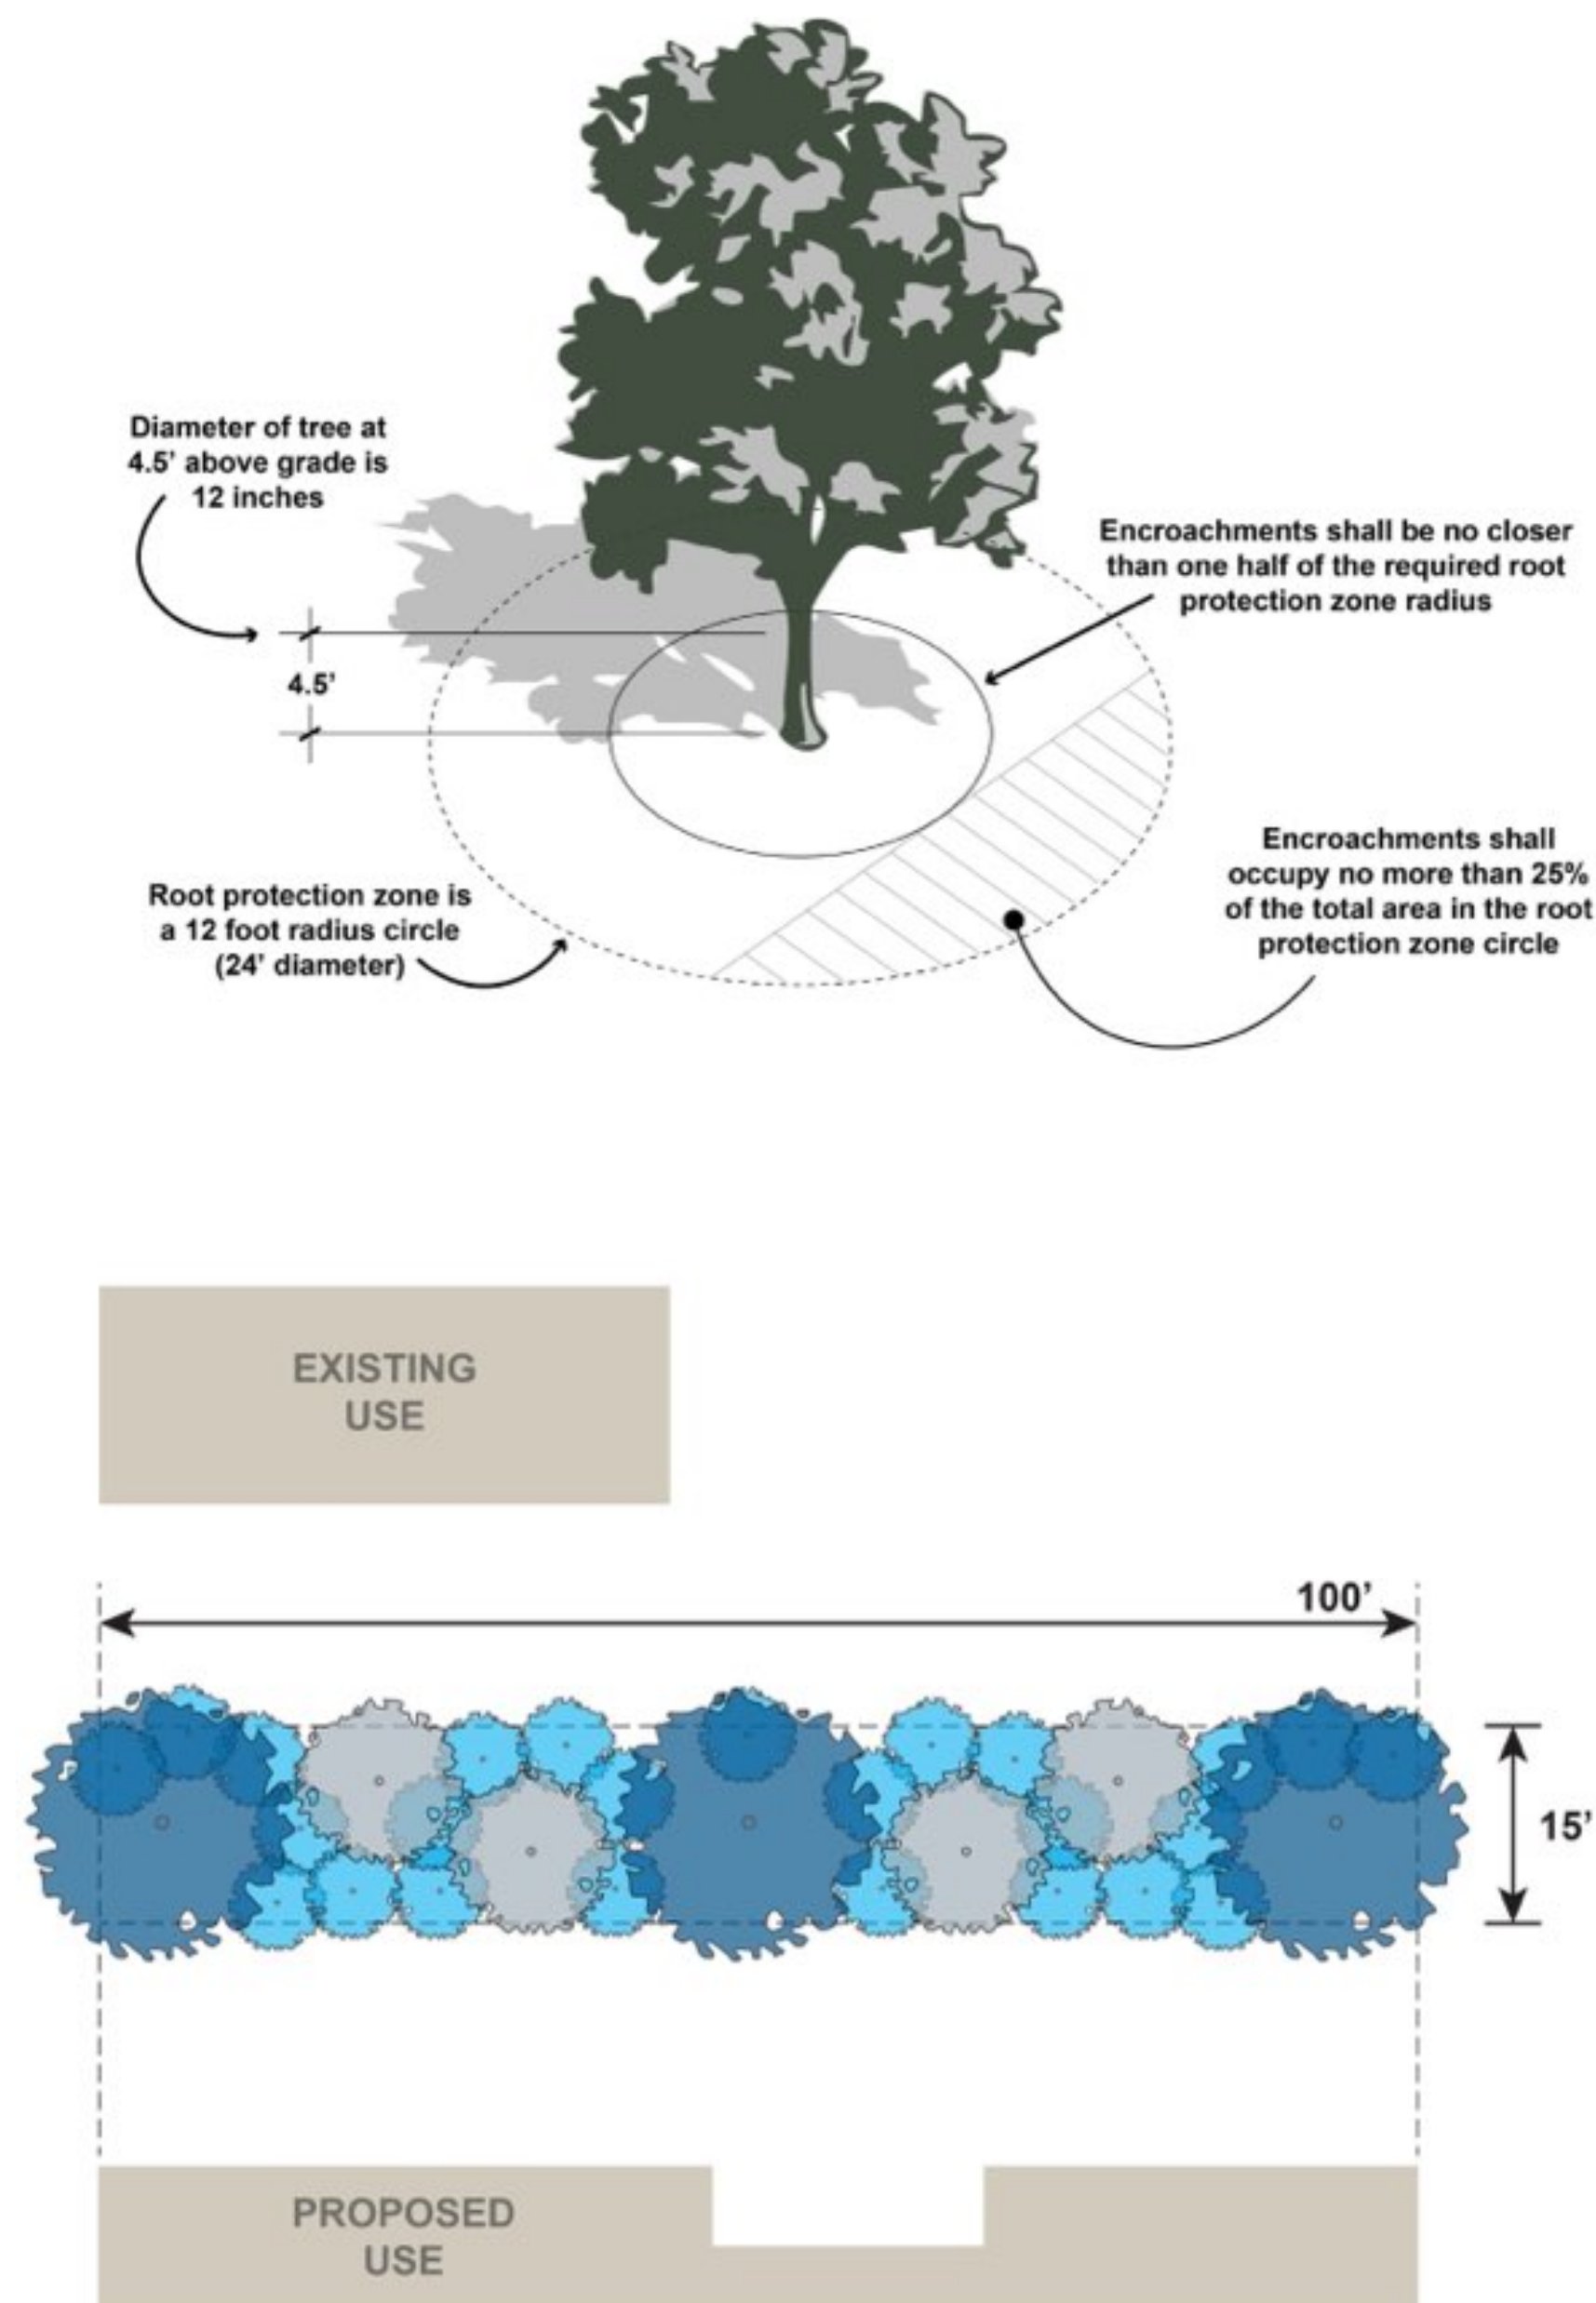 Diameter of tree at
4.5’ above grade is
12 inches
Encroachments shall be no closer
than one half of the required root
protection zone radius
4.5’
Encroachments shall
occupy no more than 25%
of the total area in the root
protection zone circle
Root protection zone is
a 12 foot radius circle
(24’ diameter)
EXISTING
USE
100’
15’
PROPOSED
USE